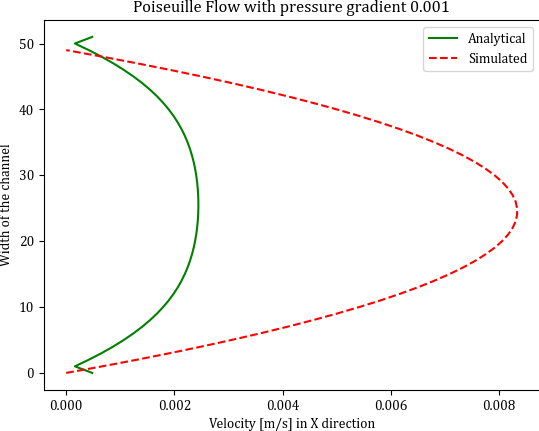 Poiseuille Flow with pressure gradient 0.001
Analytical
Simulated
Width of the channel
50
40
30
20
10
0
0.000 0.002 0.004 0.006 0.008
Velocity [m/s] in X direction